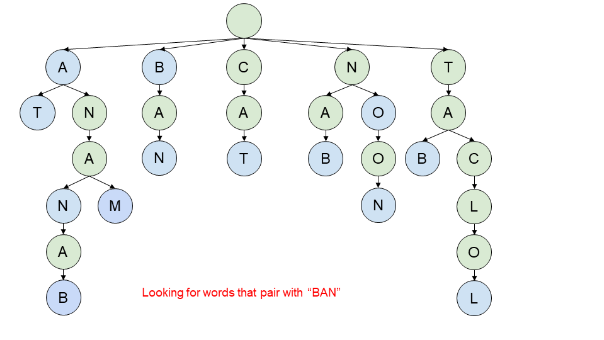 A B C N T
T N A A A O A
A N T B O B C
N M N L
A O
B L
Looking for words that pair with “BAN”